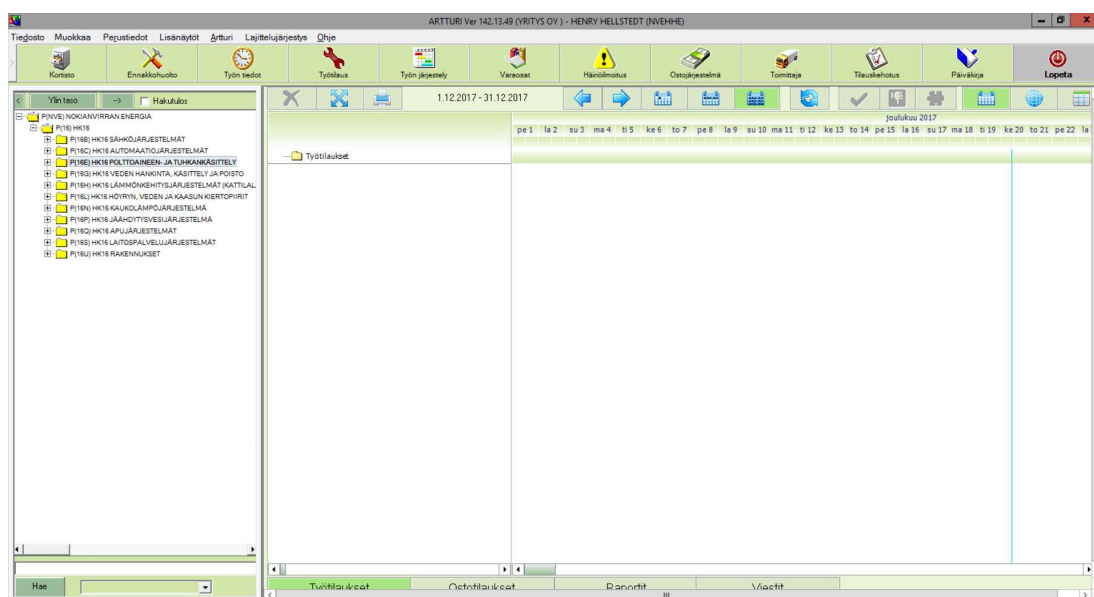 ARTTURI Ver 142.13.49 (YRITYS OY ) - HENRY HELLSTEDT (NVEHHE)
Tiedosto Muokkaa Perustiedot Lisänäytöt Artturi Lajittelujärjestys Ohje
Kortisto Ennakkohuolto Työn tiedot Työtilaus Työn järjestely Varaosat Häiriöilmoitus Ostojärjestelmä Toimittaja Tilauskehotus Päiväkirja Lopeta
< Ylin taso --> Hakutulos
1.12.2017 - 31.12.2017
joulukuu 2017
pe 1 la 2 su 3 ma 4 ti 5 ke 6 to 7 pe 8 la 9 su 10 ma 11 ti 12 ke 13 to 14 pe 15 la 16 su 17 ma 18 ti 19 ke 20 to 21 pe 22 la
Työtilaukset
P(NVE) NOKIANVIRRAN ENERGIA
P(16) HK16
P(16B) HK16 SÄHKÖJÄRJESTELMÄT
P(16C) HK16 AUTOMAATIOJÄRJESTELMÄT
P(16E) HK16 POLTTOAINEEN- JA TUHKANKÄSITTELY
P(16G) HK16 VEDEN HANKINTA, KÄSITTELY JA POISTO
P(16H) HK16 LÄMMÖNKEHITYSJÄRJESTELMÄT (KATTILAL
P(16L) HK16 HÖYRYN, VEDEN JA KAASUN KIERTOPIIRIT
P(16N) HK16 KAUKOLÄMPÖJÄRJESTELMÄ
P(16P) HK16 JÄÄHDYTYSVESIJÄRJESTELMÄ
P(16Q) HK16 APUJÄRJESTELMÄT
P(16S) HK16 LAITOSPALVELUJÄRJESTELMÄT
P(16U) HK16 RAKENNUKSET
Hae
Työtilaukset Ostotilaukset Raportit Viestit